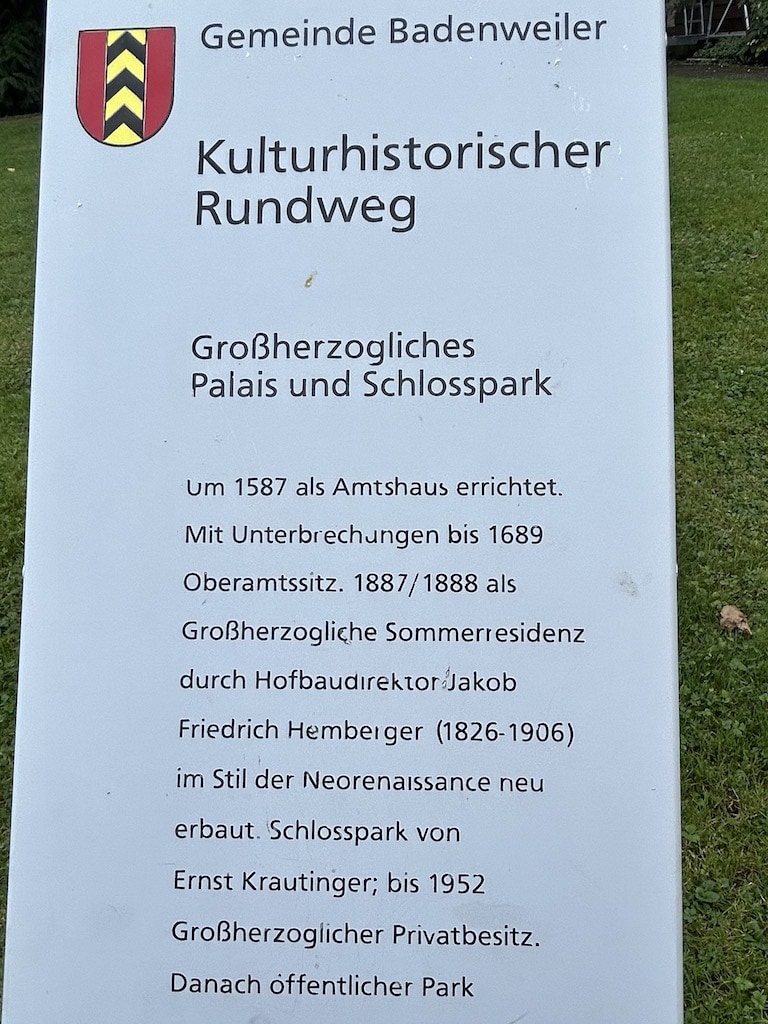 Gemeinde Badenweiler
Kulturhistorischer
Rundweg
Großherzogliches
Palais und Schlosspark
Um 1587 als Amtshaus errichtet.
Mit Unterbrechungen bis 1689
Oberamtssitz. 1887/1888 als
Großherzogliche Sommerresidenz
durch Hofbaudirektor Jakob
Friedrich Hemberger (1826-1906)
im Stil der Neorenaissance neu
erbaut. Schlosspark von
Ernst Krautinger; bis 1952
Großherzoglicher Privatbesitz.
Danach öffentlicher Park